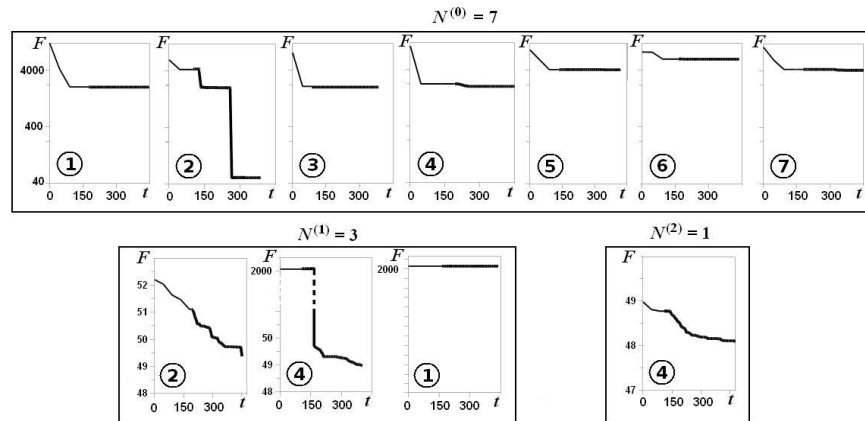 N(0) = 7
F F F F F F F
4000
400
40
1 2 3 4 5 6 7
150 300 t 0 150 300 t 0 150 300 t 0 150 300 t 0 150 300 t 0 150 300 t 0 150 300 t
N(1) = 3 N(2) = 1
F F F F
52 2000 2000 49
51
50 50 48
49 49
48 48 47
2 4 1 4
0 150 300 t 0 150 300 t 0 150 300 t 0 150 300 t